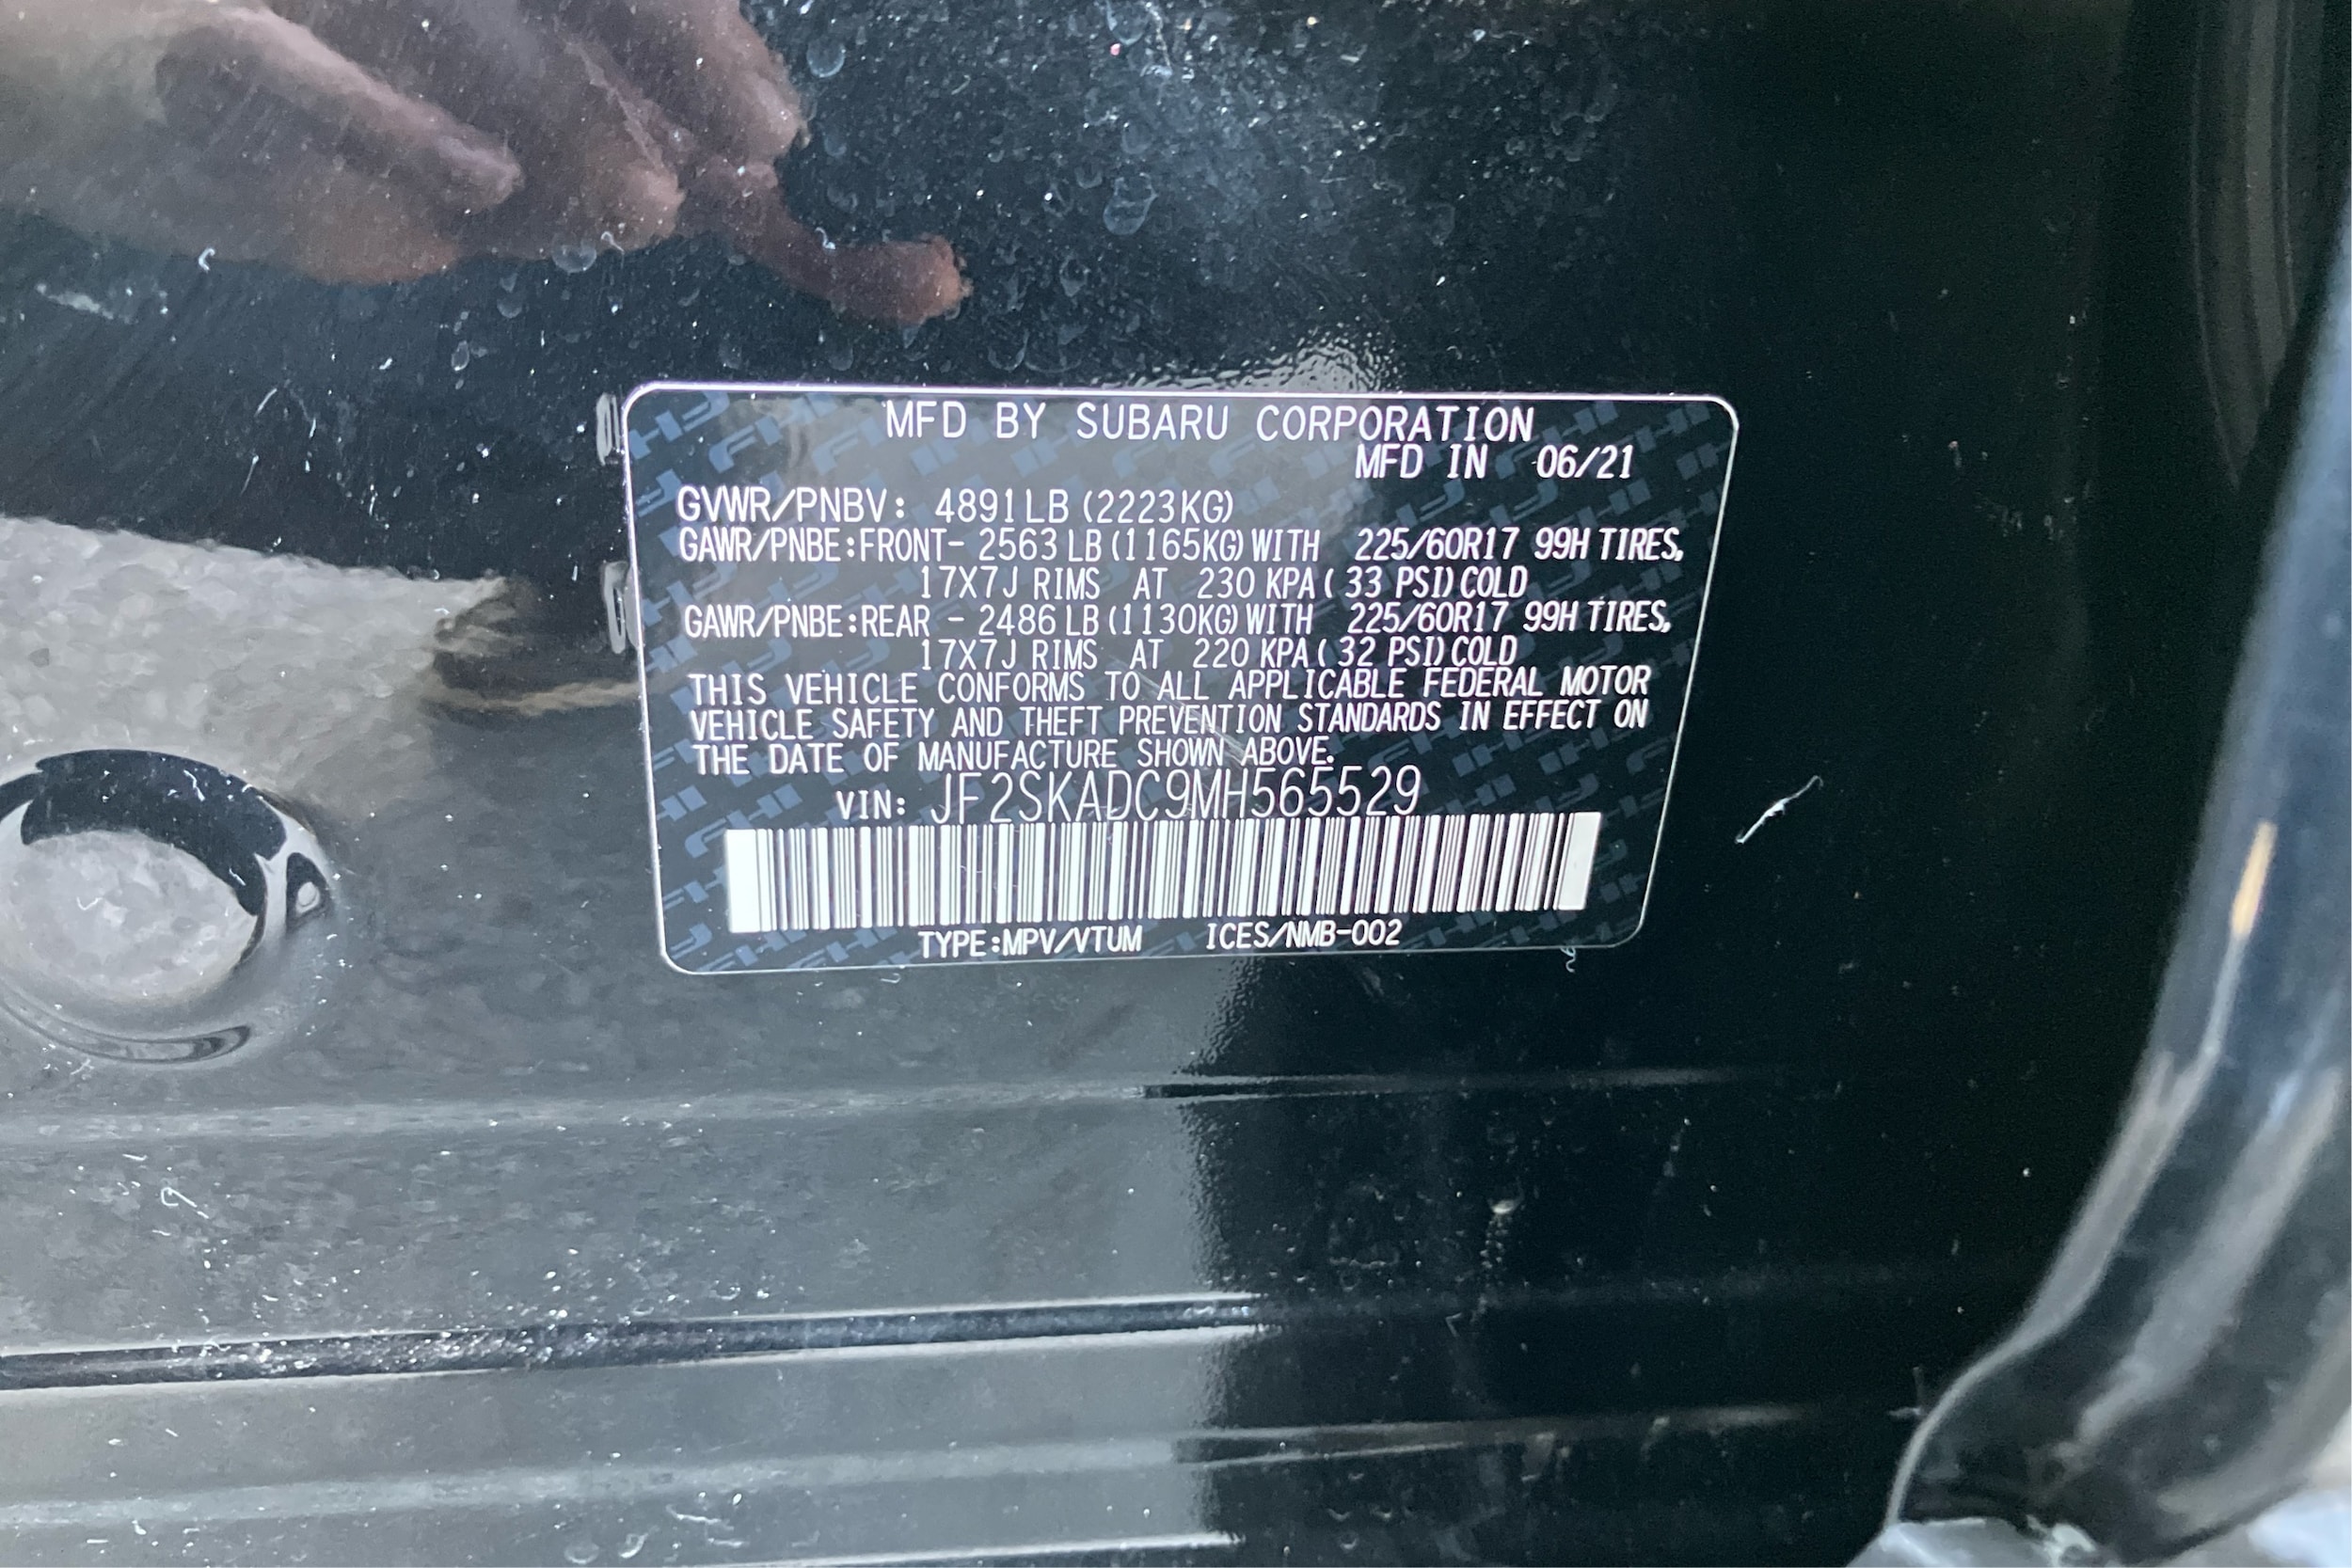 MFD BY SUBARU CORPORATION
MFD IN 06/21
GVWR/PNBV: 4891LB (2223KG)
GAWR/PNBE:FRONT- 2563 LB (1165KG) WITH 225/60R17 99H TIRES,
17X7J RIMS AT 230 KPA ( 33 PSI) COLD
GAWR/PNBE:REAR - 2486 LB (1130KG) WITH 225/60R17 99H TIRES,
17X7J RIMS AT 220 KPA ( 32 PSI) COLD
THIS VEHICLE CONFORMS TO ALL APPLICABLE FEDERAL MOTOR
VEHICLE SAFETY AND THEFT PREVENTION STANDARDS IN EFFECT ON
THE DATE OF MANUFACTURE SHOWN ABOVE.
VIN: JF2SKADC9MH565529
TYPE:MPV/VTUM ICES/NMB-002